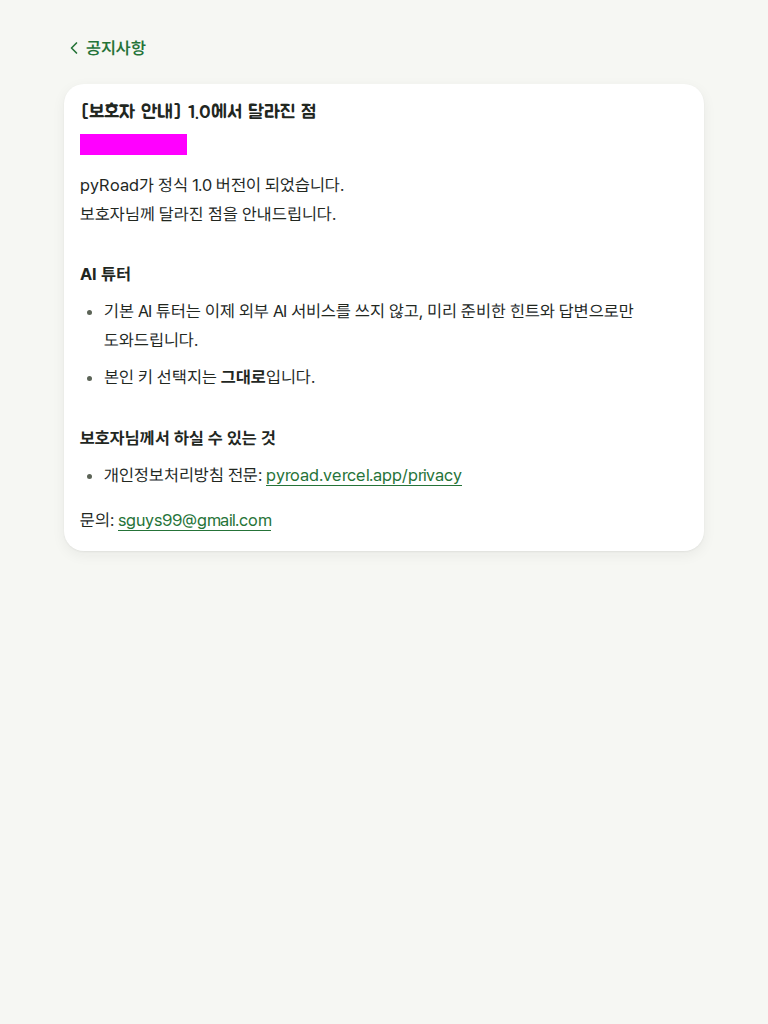 공지사항
[보호자 안내] 1.0에서 달라진 점
pyRoad가 정식 1.0 버전이 되었습니다.
보호자님께 달라진 점을 안내드립니다.
AI 튜터
• 기본 AI 튜터는 이제 외부 AI 서비스를 쓰지 않고, 미리 준비한 힌트와 답변으로만
도와드립니다.
• 본인 키 선택지는 그대로입니다.
보호자님께서 하실 수 있는 것
• 개인정보처리방침 전문: pyroad.vercel.app/privacy
문의: sguys99@gmail.com